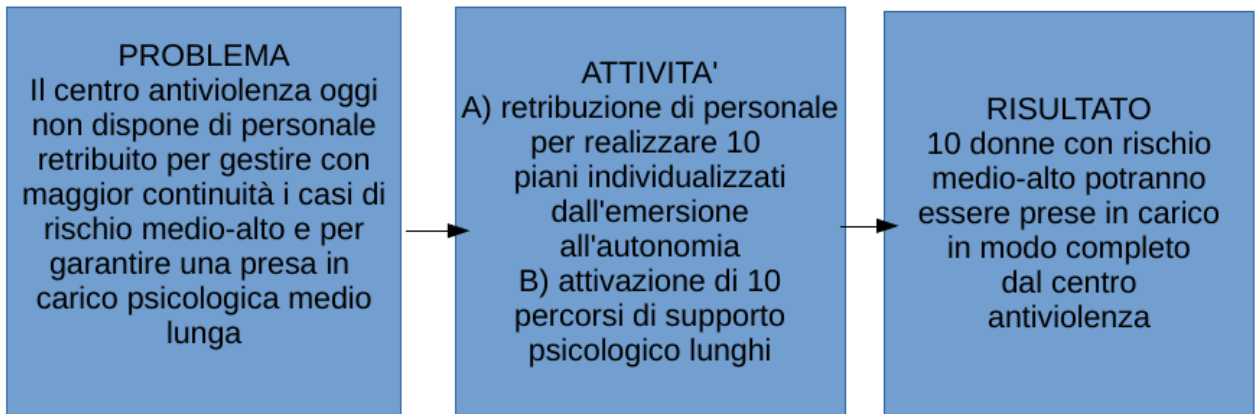 PROBLEMA
Il centro antiviolenza oggi
non dispone di personale
retribuito per gestire con
maggior continuità i casi di
rischio medio-alto e per
garantire una presa in
carico psicologica medio
lunga
ATTIVITA'
A) retribuzione di personale
per realizzare 10
piani individualizzati
dall'emersione
all'autonomia
B) attivazione di 10
percorsi di supporto
psicologico lunghi
RISULTATO
10 donne con rischio
medio-alto potranno
essere prese in carico
in modo completo
dal centro
antiviolenza